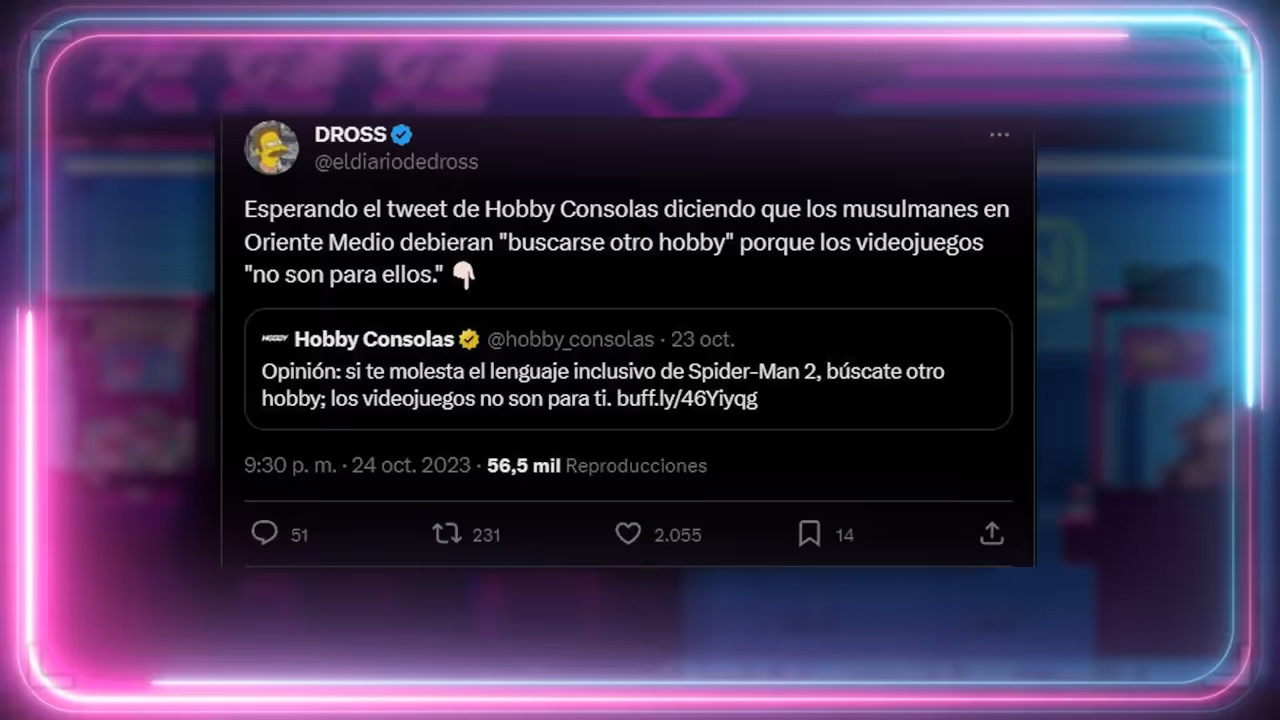 DROSS
@eldiariodedross
Esperando el tweet de Hobby Consolas diciendo que los musulmanes en
Oriente Medio debieran "buscarse otro hobby" porque los videojuegos
"no son para ellos." 👇🏻
Hobby Consolas @hobby_consolas · 23 oct.
Opinión: si te molesta el lenguaje inclusivo de Spider-Man 2, búscate otro
hobby; los videojuegos no son para ti. buff.ly/46Yiyqg
9:30 p. m. · 24 oct. 2023 · 56,5 mil Reproducciones
51 231 2.055 14